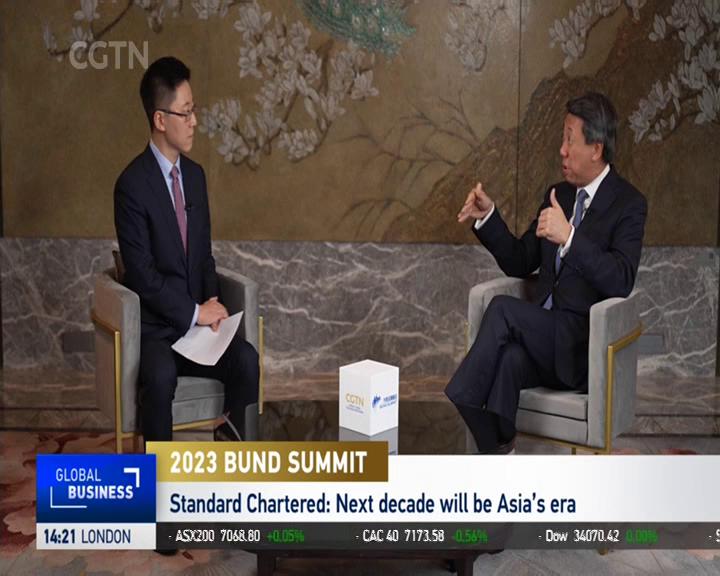 CGTN
CGTN
2023 BUND SUMMIT
GLOBAL
BUSINESS
Standard Chartered: Next decade will be Asia's era
14:21 LONDON
· ASX200 7068.80 +0.05% · CAC 40 7173.58 -0.56% · Dow 34070.42 0.00% · S